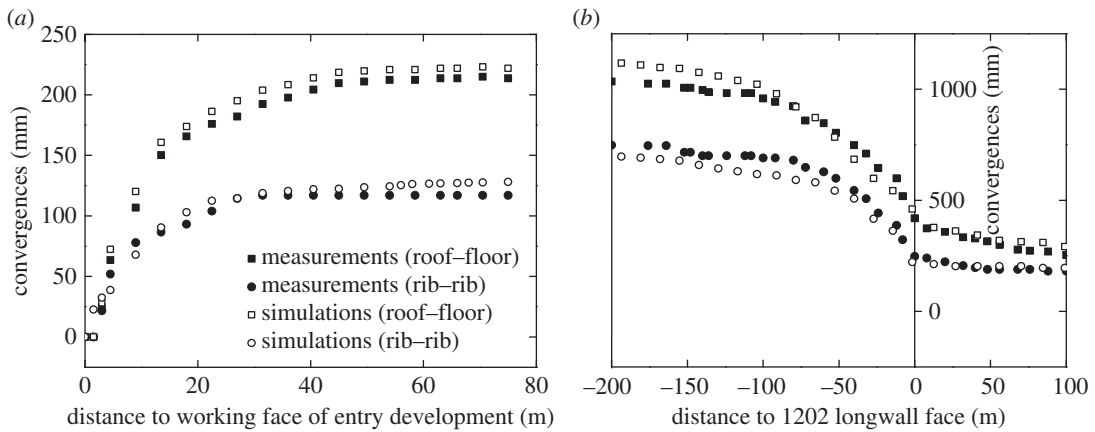 (a)
250
200
150
100
50
0
convergences (mm)
measurements (roof–floor)
measurements (rib–rib)
simulations (roof–floor)
simulations (rib–rib)
0 20 40 60 80
distance to working face of entry development (m)
(b)
1000
500
0
convergences (mm)
−200 −150 −100 −50 0 50 100
distance to 1202 longwall face (m)